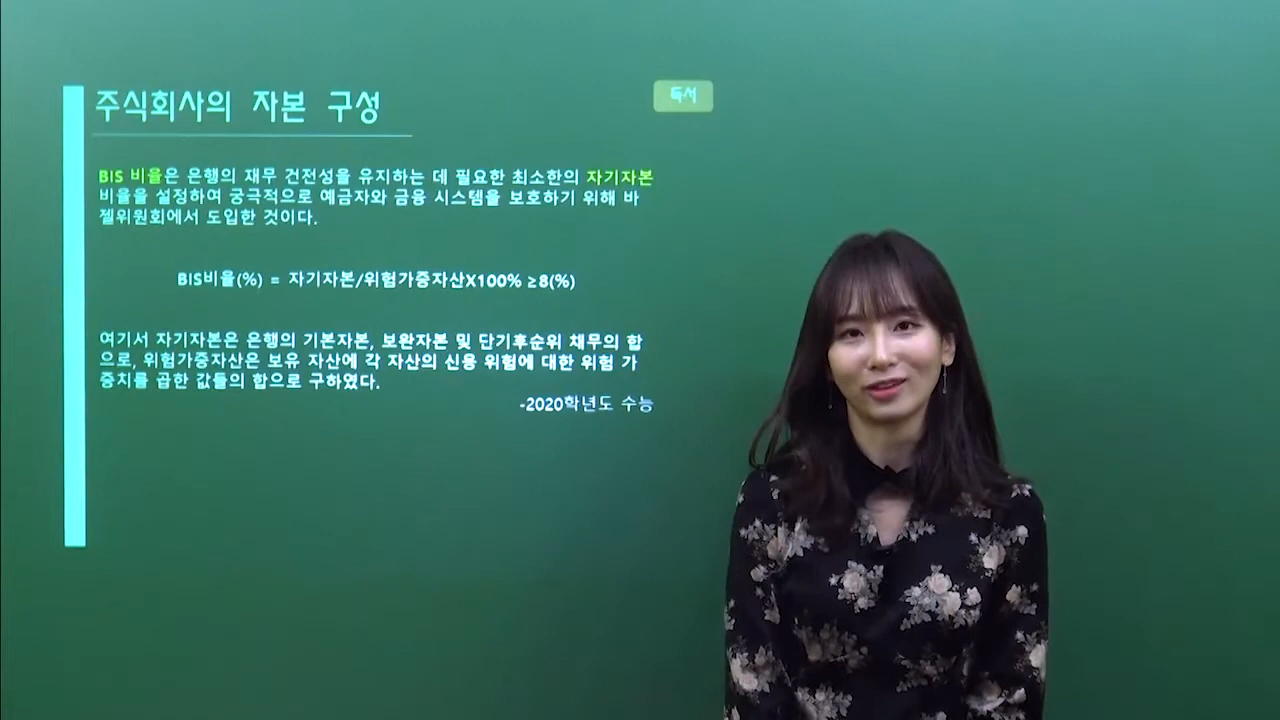 주식회사의 자본 구성
독서
BIS 비율은 은행의 재무 건전성을 유지하는 데 필요한 최소한의 자기자본
비율을 설정하여 궁극적으로 예금자와 금융 시스템을 보호하기 위해 바
젤위원회에서 도입한 것이다.
BIS비율(%) = 자기자본/위험가중자산X100% ≥8(%)
여기서 자기자본은 은행의 기본자본, 보완자본 및 단기후순위 채무의 합
으로, 위험가중자산은 보유 자산에 각 자산의 신용 위험에 대한 위험 가
중치를 곱한 값들의 합으로 구하였다.
-2020학년도 수능